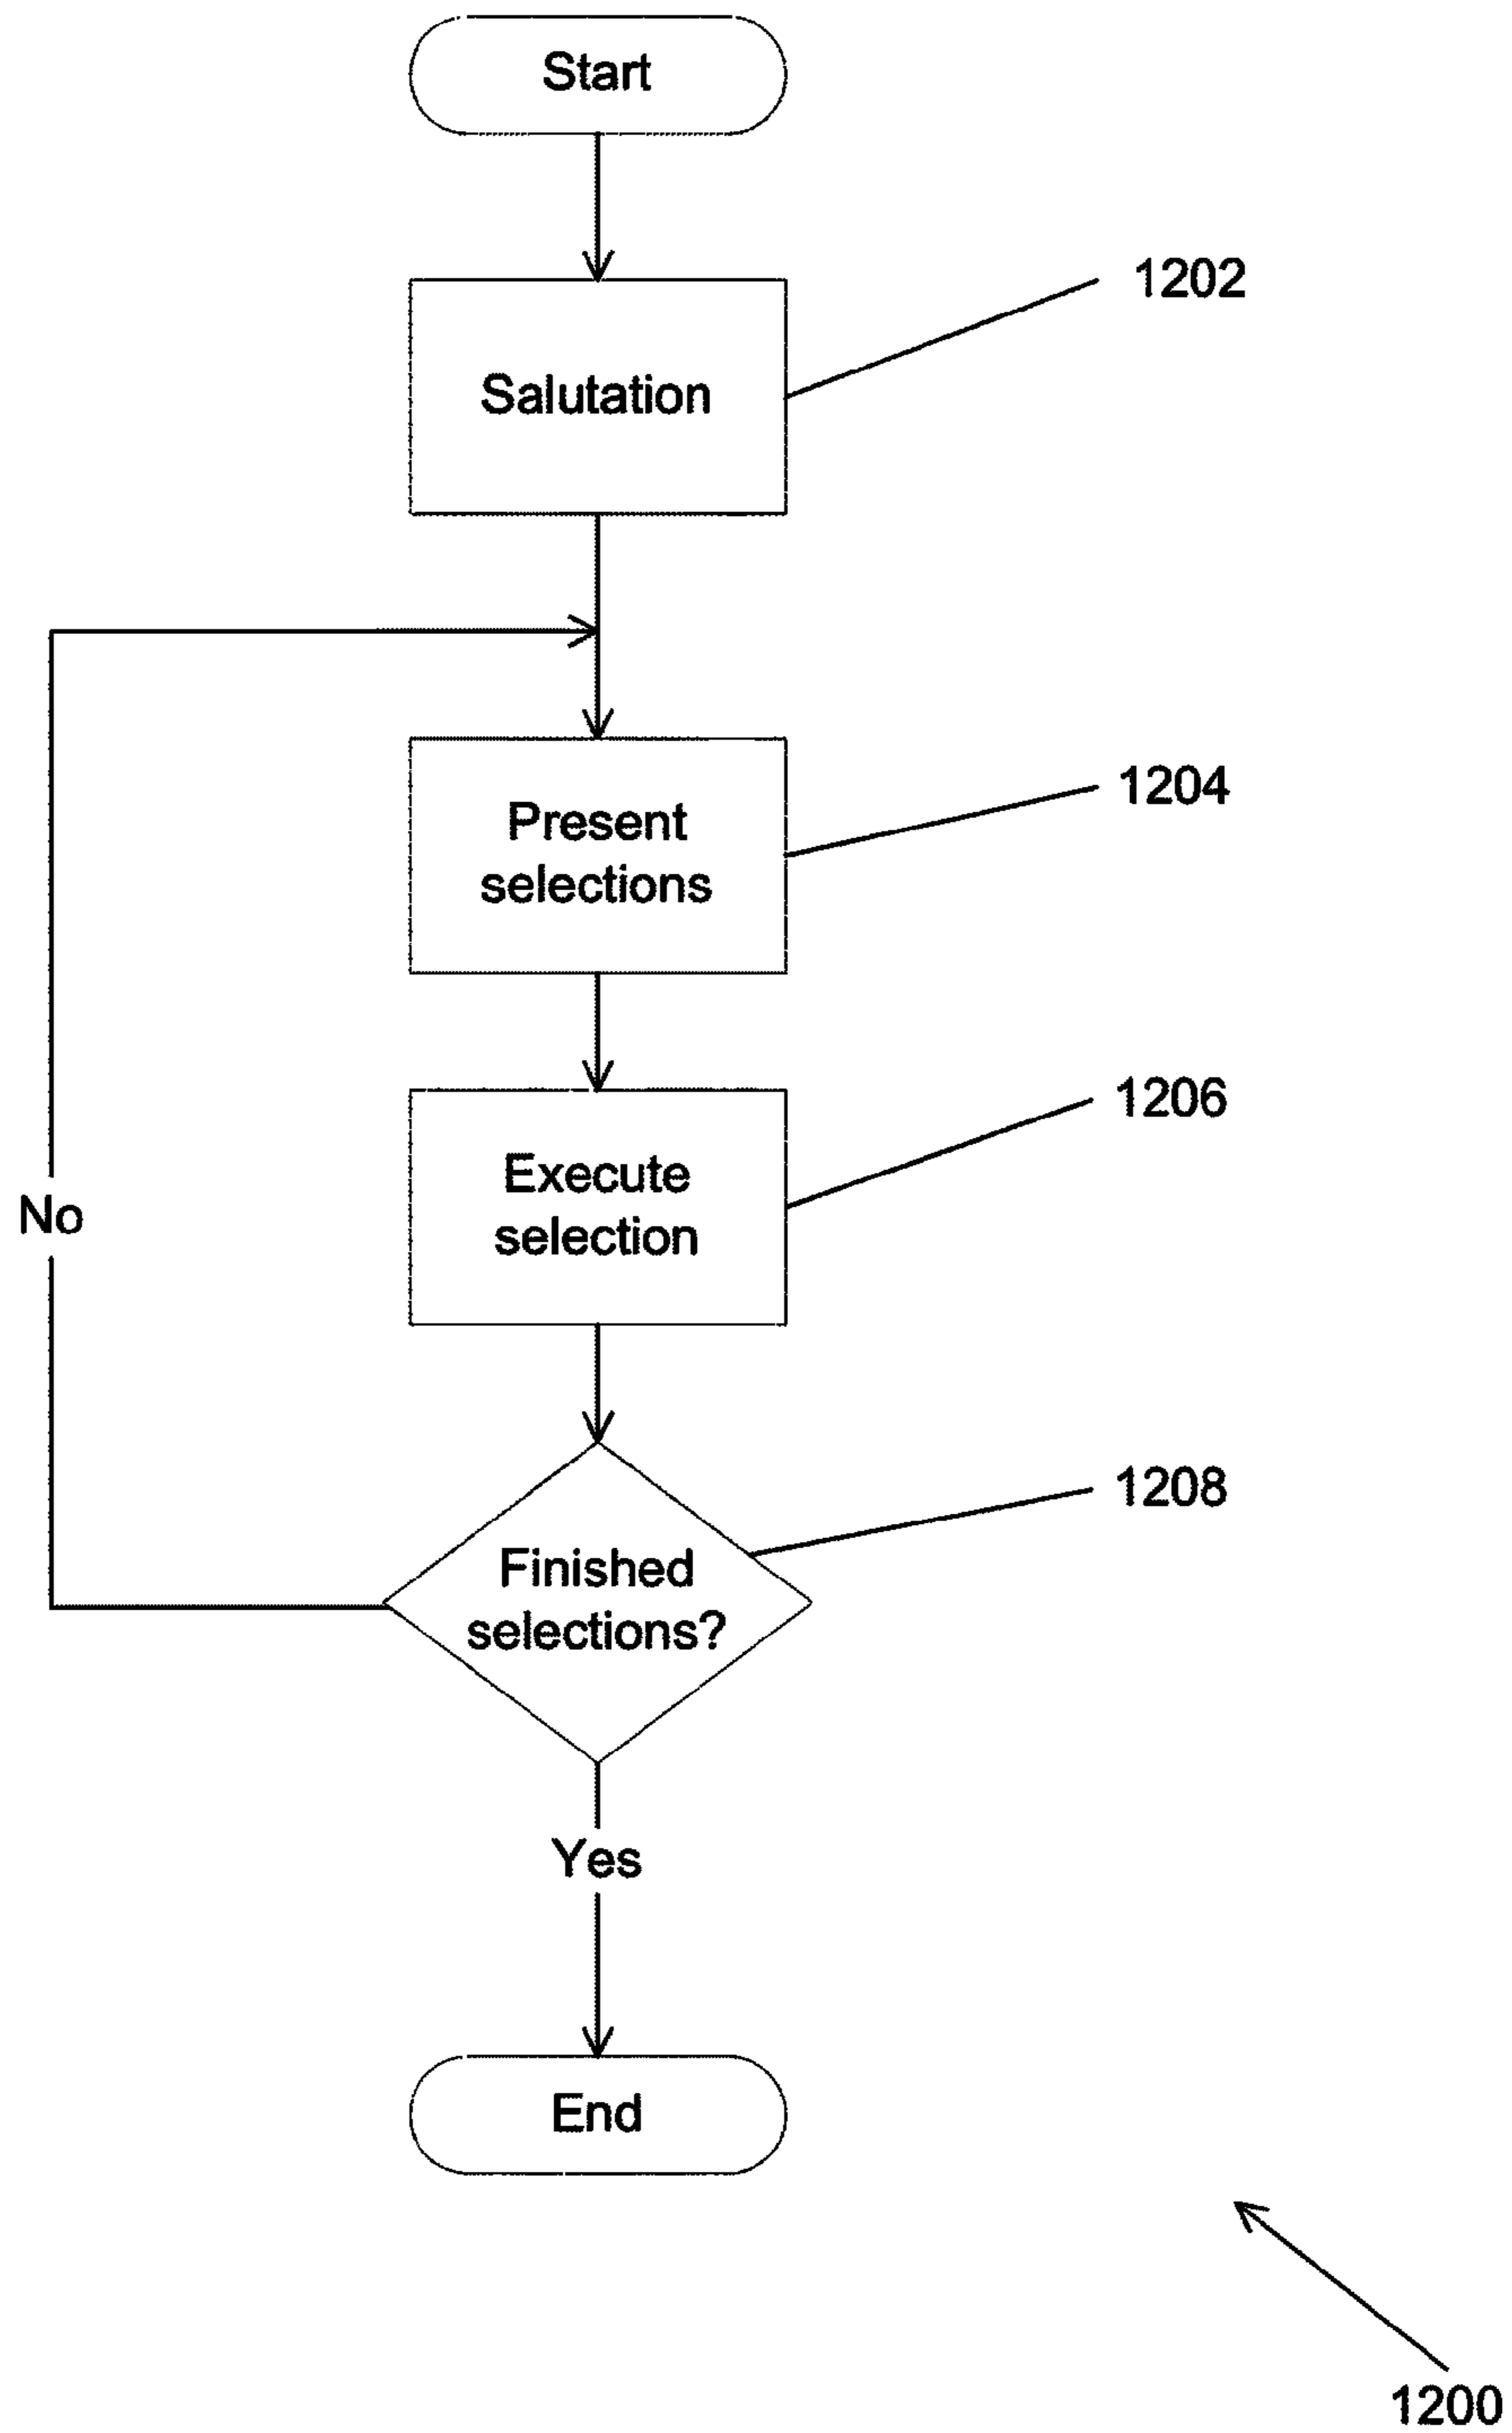 Start
1202
Salutation
1204
Present
selections
1206
Execute
selection
No
1208
Finished
selections?
Yes
End
1200